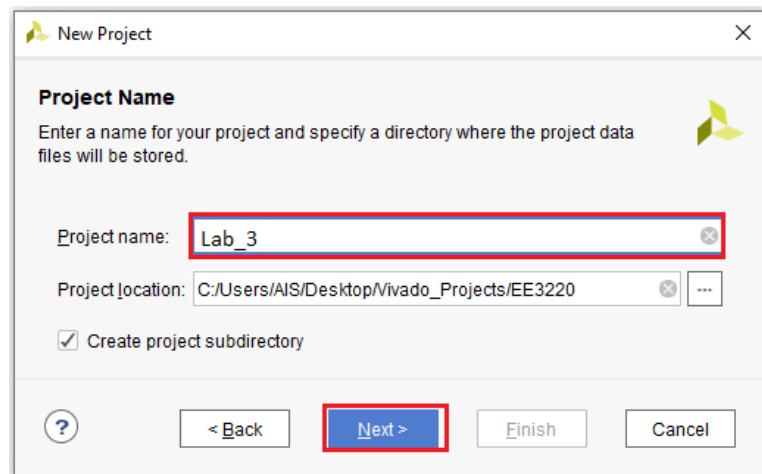 New Project
Project Name
Enter a name for your project and specify a directory where the project data
files will be stored.
Project name: Lab_3
Project location: C:/Users/AIS/Desktop/Vivado_Projects/EE3220 ...
Create project subdirectory
? < Back Next > Finish Cancel